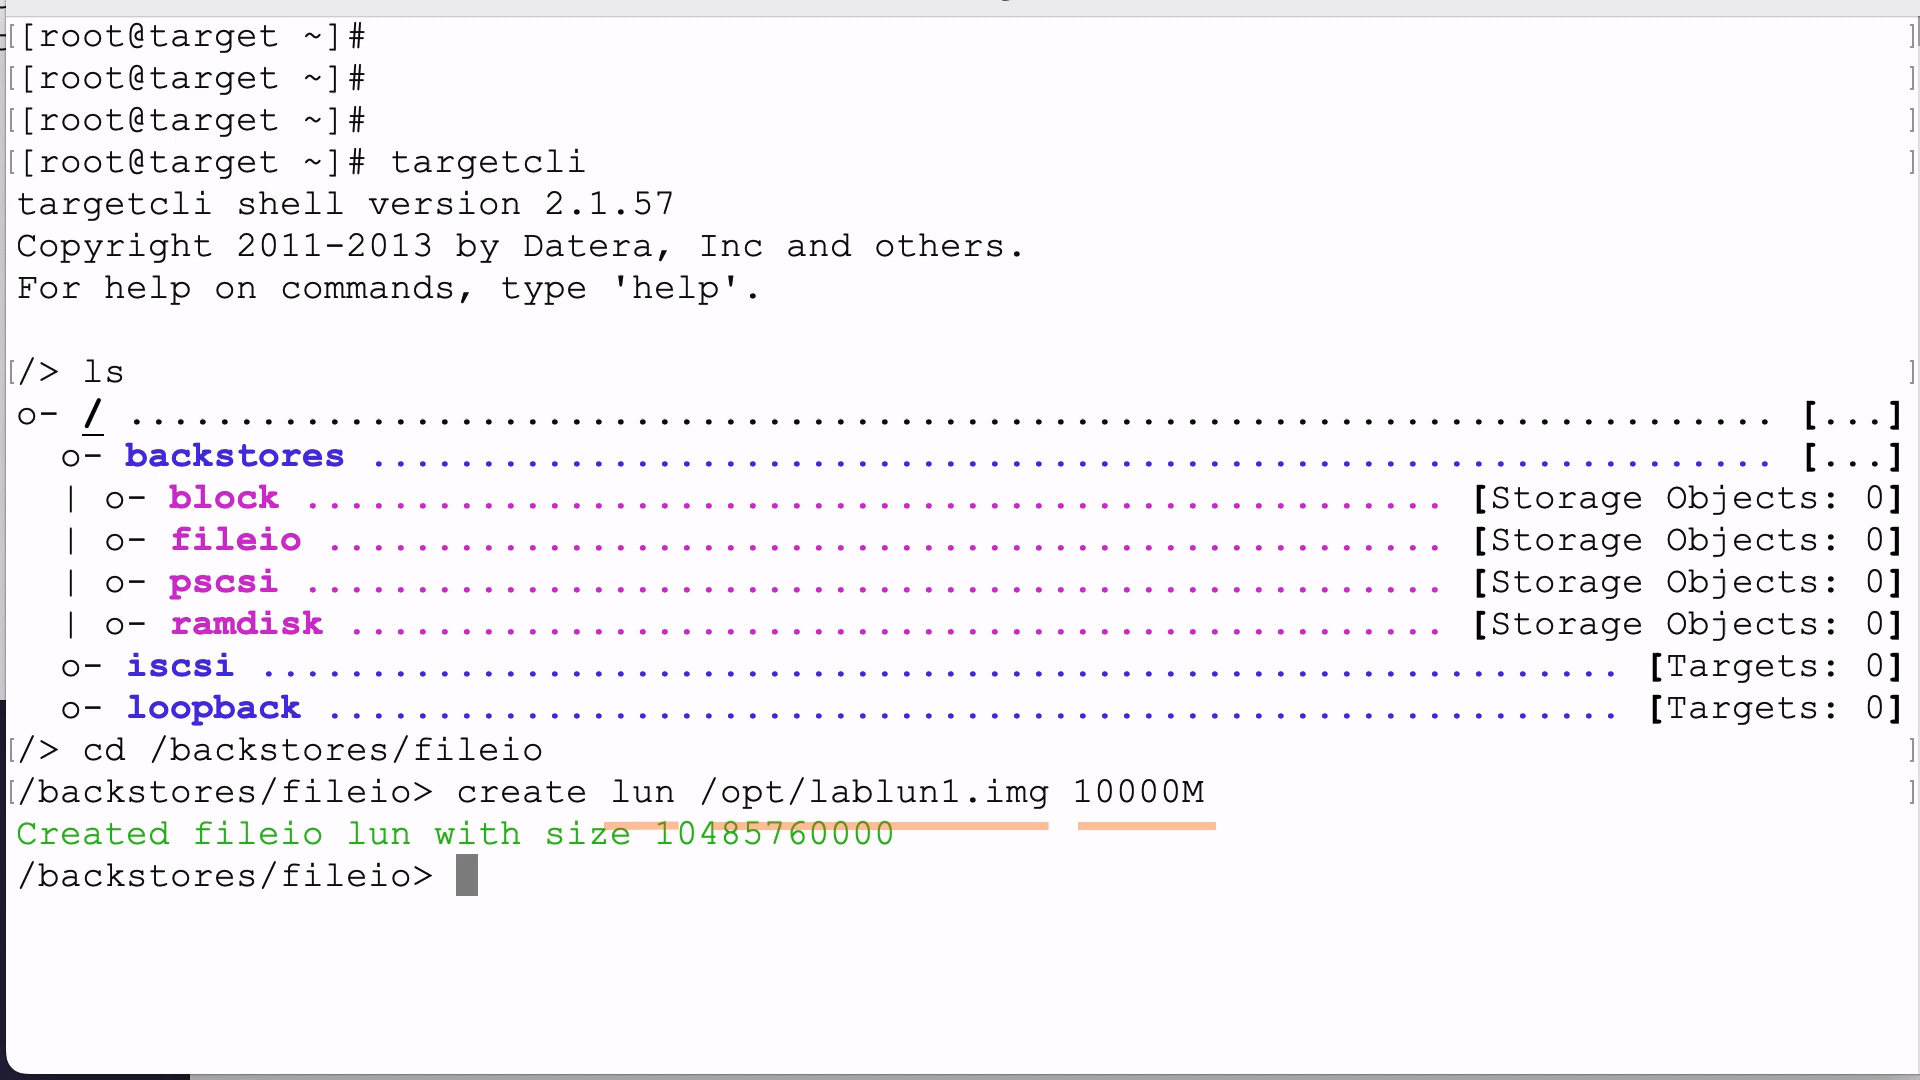 [[root@target ~]# ]
[[root@target ~]# ]
[[root@target ~]# ]
[[root@target ~]# targetcli ]
targetcli shell version 2.1.57
Copyright 2011-2013 by Datera, Inc and others.
For help on commands, type 'help'.
[/> ls ]
o- / ........................................................................... [...]
o- backstores ................................................................ [...]
| o- block .................................................... [Storage Objects: 0]
| o- fileio ................................................... [Storage Objects: 0]
| o- pscsi .................................................... [Storage Objects: 0]
| o- ramdisk .................................................. [Storage Objects: 0]
o- iscsi .............................................................. [Targets: 0]
o- loopback ........................................................... [Targets: 0]
[/> cd /backstores/fileio ]
[/backstores/fileio> create lun /opt/lablun1.img 10000M ]
Created fileio lun with size 10485760000
/backstores/fileio>